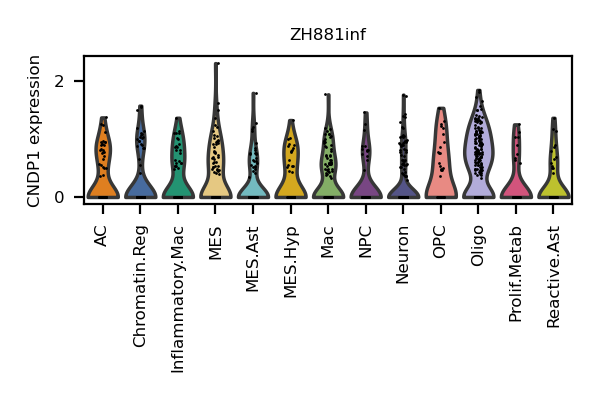 ZH881inf
CNDP1 expression
2
0
AC
Chromatin.Reg
Inflammatory.Mac
MES
MES.Ast
MES.Hyp
Mac
NPC
Neuron
OPC
Oligo
Prolif.Metab
Reactive.Ast